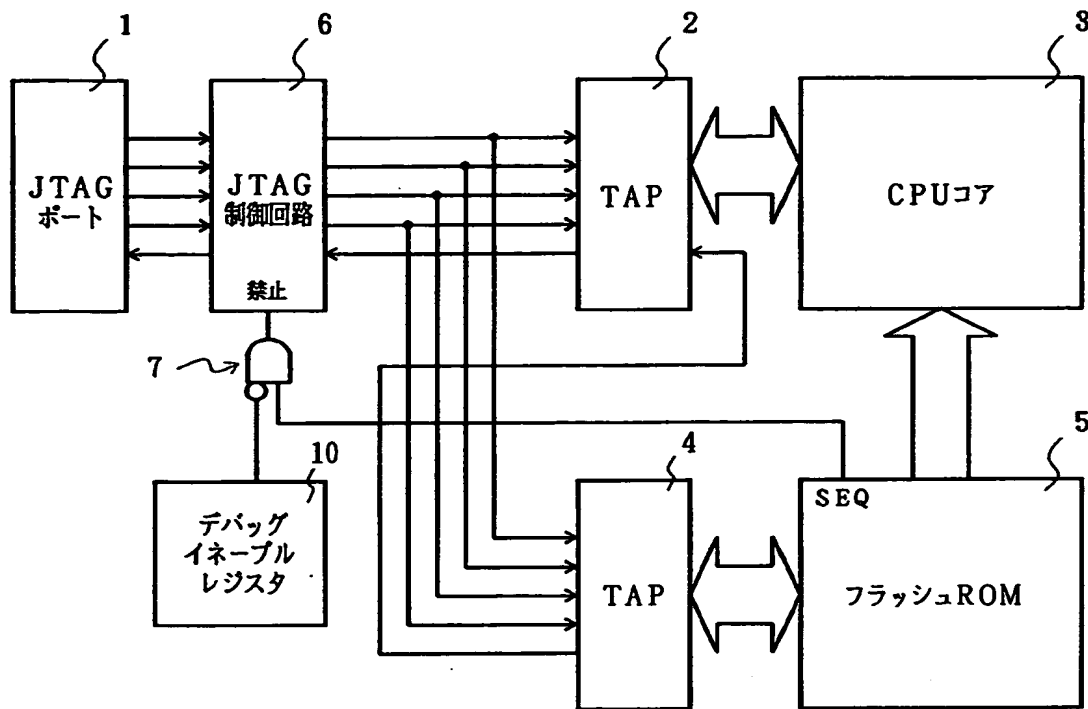 1
6
2
3
JTAG
ポート
JTAG
制御回路
禁止
TAP
CPUコア
7
10
デバッグ
イネーブル
レジスタ
4
TAP
5
SEQ
フラッシュROM